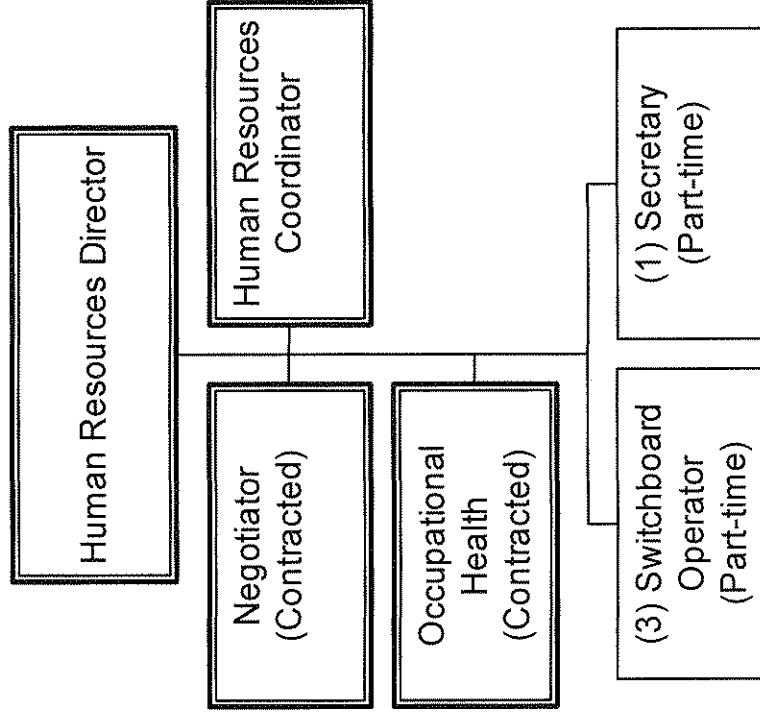 Human Resources Director
Negotiator
(Contracted)
Human Resources
Coordinator
Occupational
Health
(Contracted)
(3) Switchboard
Operator
(Part-time)
(1) Secretary
(Part-time)